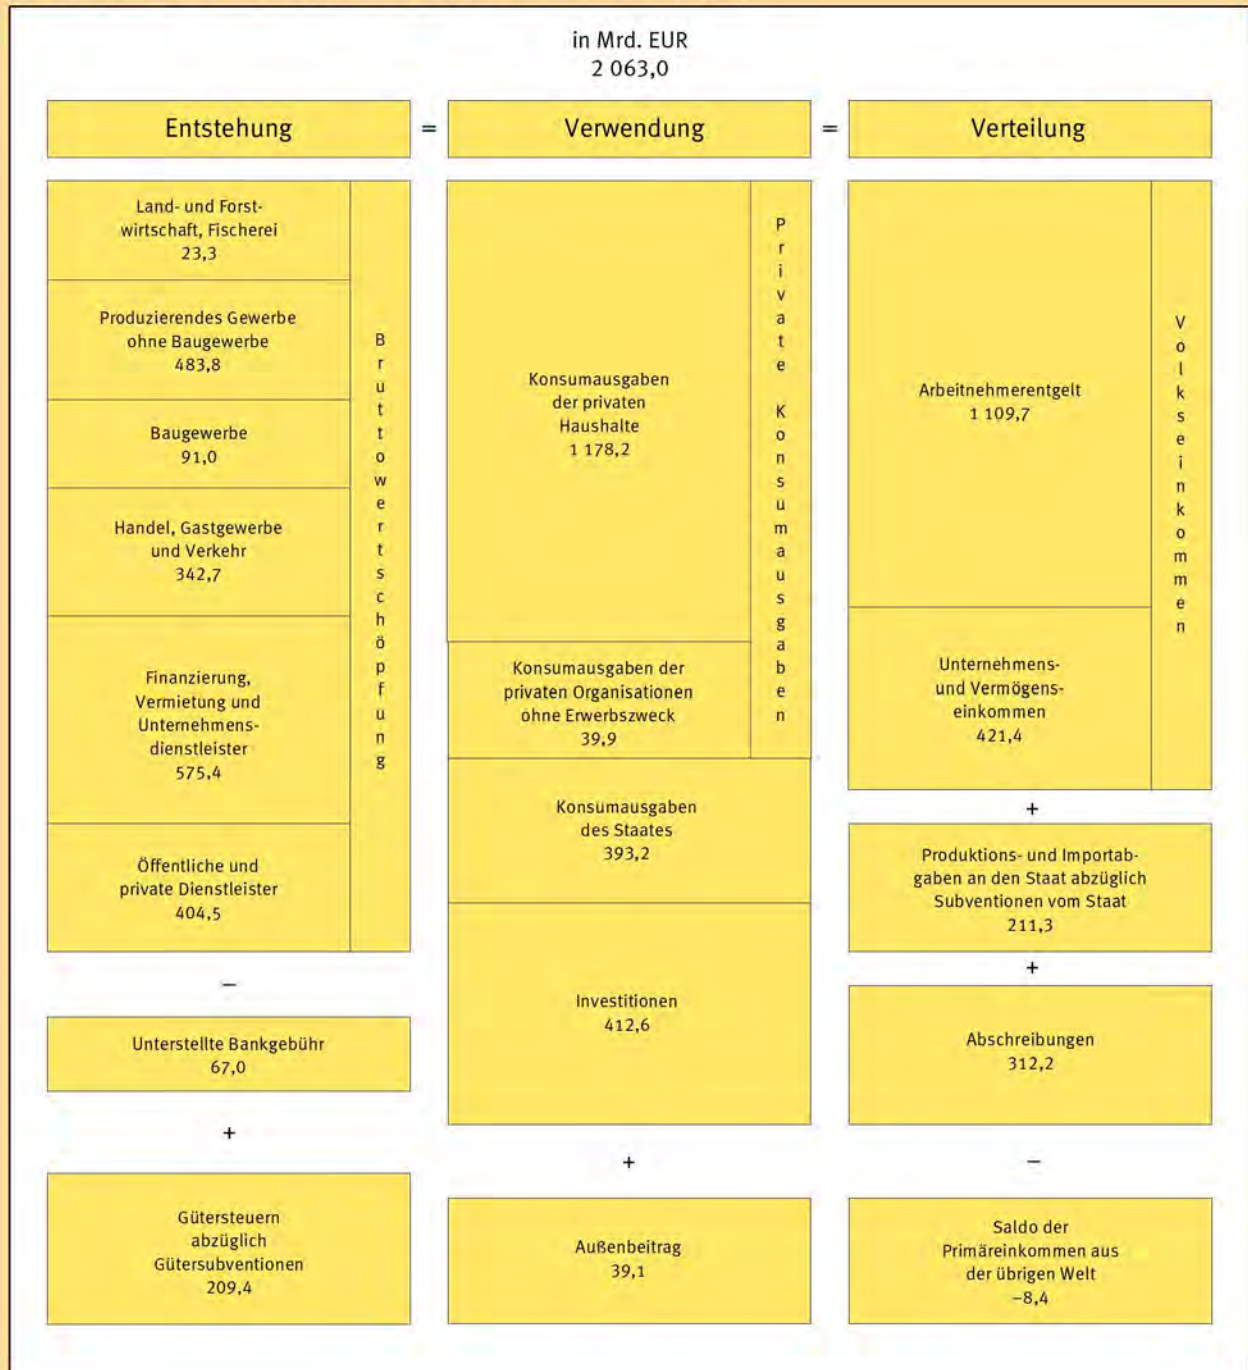 in Mrd. EUR
2 063,0
Entstehung = Verwendung = Verteilung
Land- und Forst-
wirtschaft, Fischerei
23,3
Produzierendes Gewerbe
ohne Baugewerbe
483,8
Baugewerbe
91,0
Handel, Gastgewerbe
und Verkehr
342,7
Finanzierung,
Vermietung und
Unternehmens-
dienstleister
575,4
Öffentliche und
private Dienstleister
404,5
Bruttowertschöpfung
–
Unterstellte Bankgebühr
67,0
+
Gütersteuern
abzüglich
Gütersubventionen
209,4
Konsumausgaben
der privaten
Haushalte
1 178,2
Konsumausgaben der
privaten Organisationen
ohne Erwerbszweck
39,9
Private Konsumausgaben
Konsumausgaben
des Staates
393,2
Investitionen
412,6
+
Außenbeitrag
39,1
Arbeitnehmerentgelt
1 109,7
Unternehmens-
und Vermögens-
einkommen
421,4
Volkseinkommen
+
Produktions- und Importab-
gaben an den Staat abzüglich
Subventionen vom Staat
211,3
+
Abschreibungen
312,2
–
Saldo der
Primäreinkommen aus
der übrigen Welt
–8,4